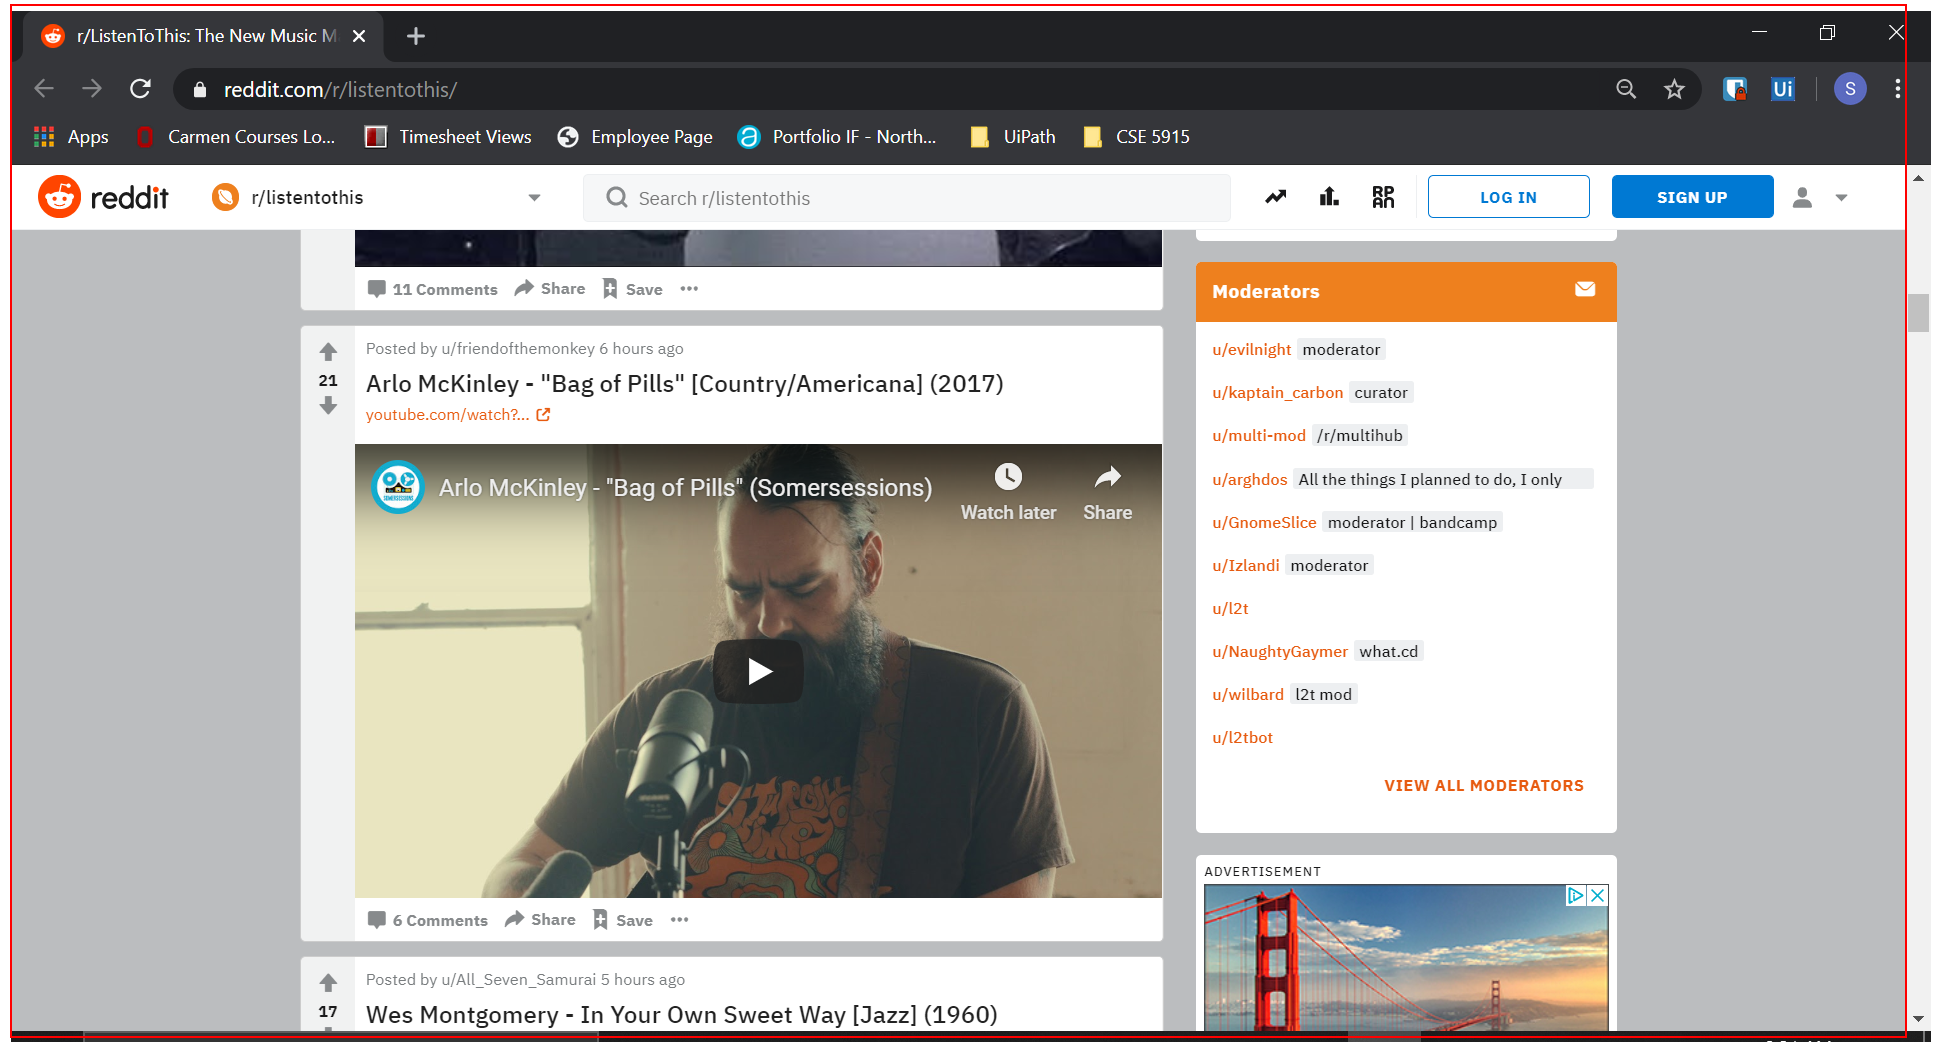 r/ListenToThis: The New Music M
reddit.com/r/listentothis/
Ui
S
Apps
Carmen Courses Lo...
Timesheet Views
Employee Page
Portfolio IF - North...
UiPath
CSE 5915
reddit
r/listentothis
Search r/listentothis
RPAN
LOG IN
SIGN UP
11 Comments
Share
Save
Posted by u/friendofthemonkey 6 hours ago
21
Arlo McKinley - "Bag of Pills" [Country/Americana] (2017)
youtube.com/watch?...
SOMERSESSIONS
Arlo McKinley - "Bag of Pills" (Somersessions)
Watch later
Share
6 Comments
Share
Save
Posted by u/All_Seven_Samurai 5 hours ago
17
Wes Montgomery - In Your Own Sweet Way [Jazz] (1960)
Moderators
u/evilnight moderator
u/kaptain_carbon curator
u/multi-mod /r/multihub
u/arghdos All the things I planned to do, I only
u/GnomeSlice moderator | bandcamp
u/Izlandi moderator
u/l2t
u/NaughtyGaymer what.cd
u/wilbard l2t mod
u/l2tbot
VIEW ALL MODERATORS
ADVERTISEMENT